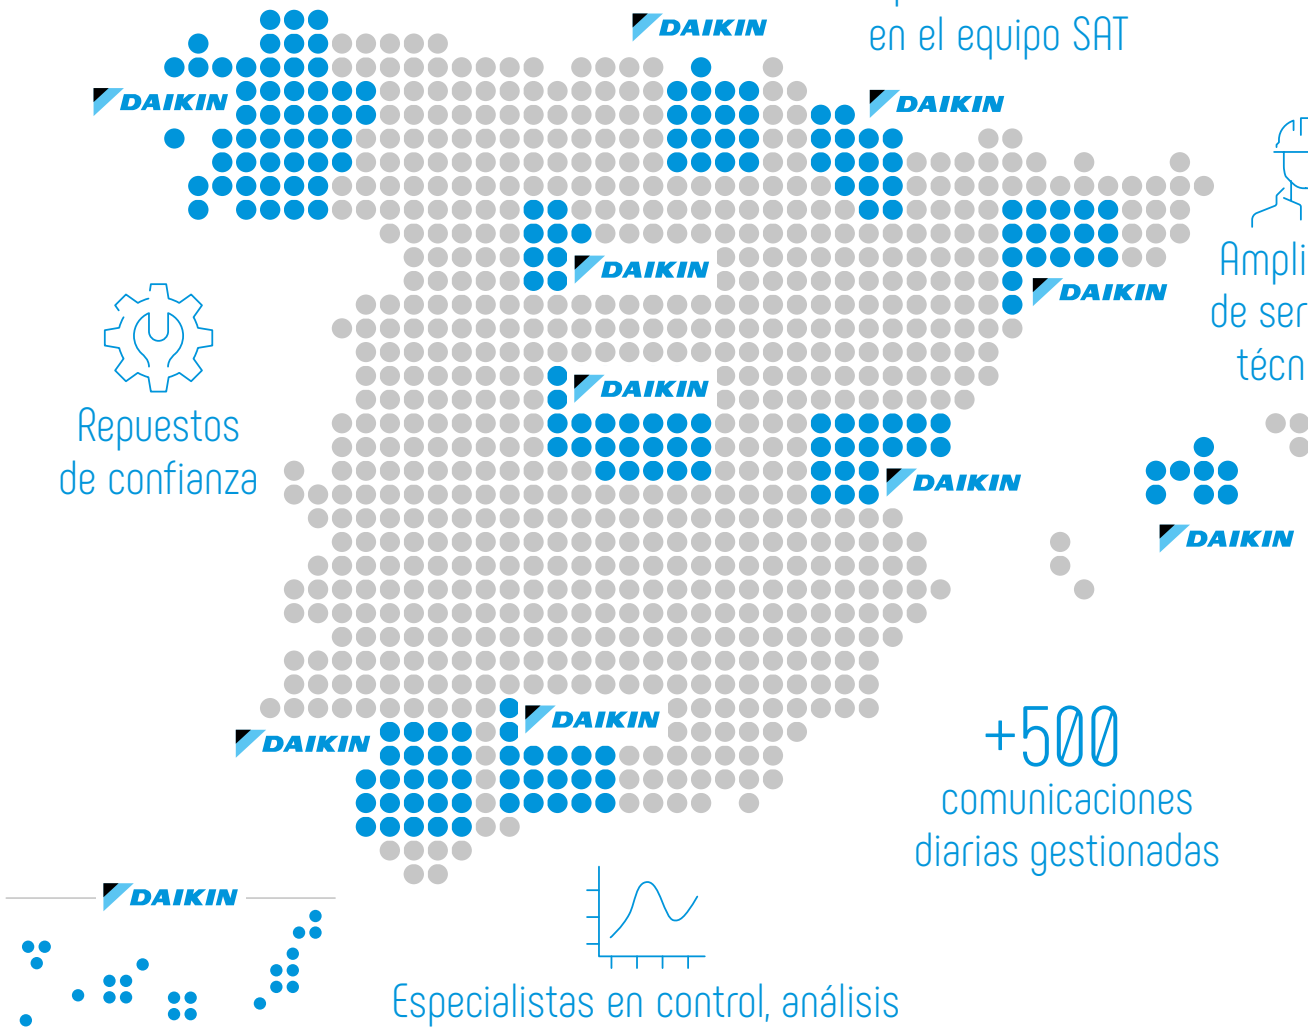 en el equipo SAT
DAIKIN
DAIKIN
DAIKIN
DAIKIN
DAIKIN
DAIKIN
DAIKIN
DAIKIN
DAIKIN
DAIKIN
DAIKIN
Repuestos
de confianza
+500
comunicaciones
diarias gestionadas
Especialistas en control, análisis